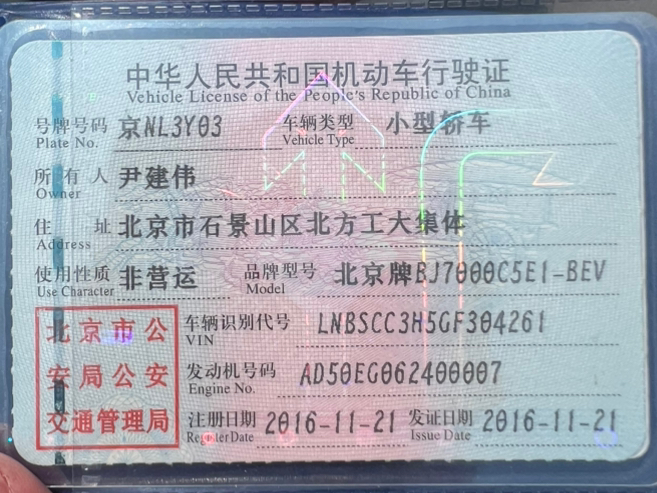 中华人民共和国机动车行驶证
Vehicle License of the People's Republic of China
号牌号码 京NL3Y03 车辆类型 小型轿车
Plate No. Vehicle Type
所有人 尹建伟
Owner
住址 北京市石景山区北方工大集体
Address
使用性质 非营运 品牌型号 北京牌BJ7000C5E1-BEV
Use Character Model
车辆识别代号 LNBSCC3H5GF304261
VIN
发动机号码 AD50EG062400007
Engine No.
注册日期 2016-11-21 发证日期 2016-11-21
Register Date Issue Date
北京市公
安局公安
交通管理局